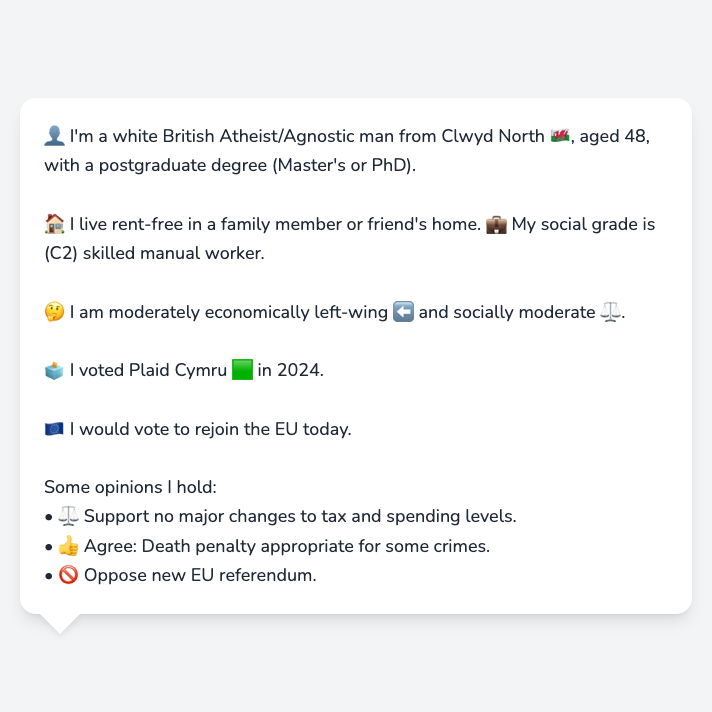 👤 I'm a white British Atheist/Agnostic man from Clwyd North 🏴󠁧󠁢󠁷󠁬󠁳󠁿, aged 48,
with a postgraduate degree (Master's or PhD).
🏠 I live rent-free in a family member or friend's home. 💼 My social grade is
(C2) skilled manual worker.
🤔 I am moderately economically left-wing ⬅️ and socially moderate ⚖️.
🗳️ I voted Plaid Cymru 🟩 in 2024.
🇪🇺 I would vote to rejoin the EU today.
Some opinions I hold:
• ⚖️ Support no major changes to tax and spending levels.
• 👍 Agree: Death penalty appropriate for some crimes.
• 🚫 Oppose new EU referendum.